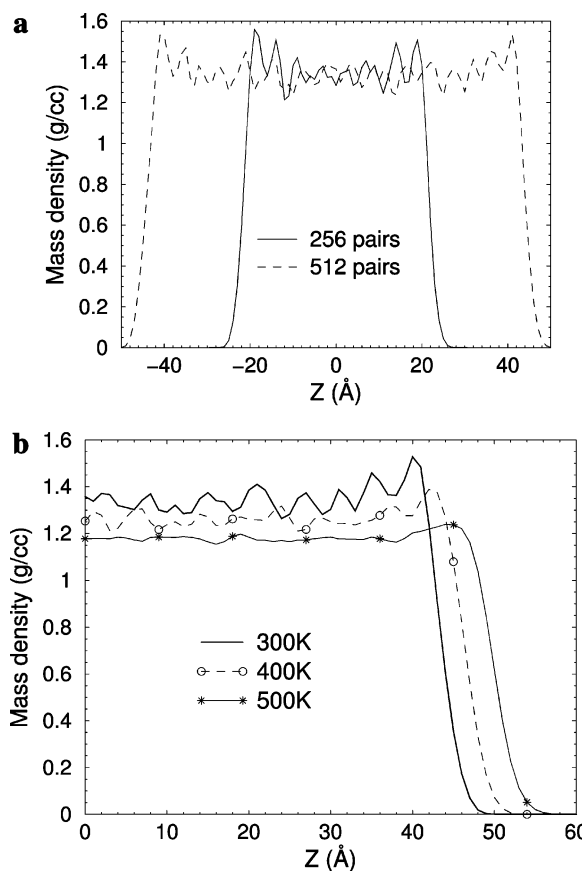 a
1.6
1.4
1.2
1
0.8
0.6
0.4
0.2
0
Mass density (g/cc)
256 pairs
512 pairs
−40 −20 0 20 40
Z (Å)
b
1.6
1.4
1.2
1
0.8
0.6
0.4
0.2
0
Mass density (g/cc)
300K
400K
500K
0 10 20 30 40 50 60
Z (Å)